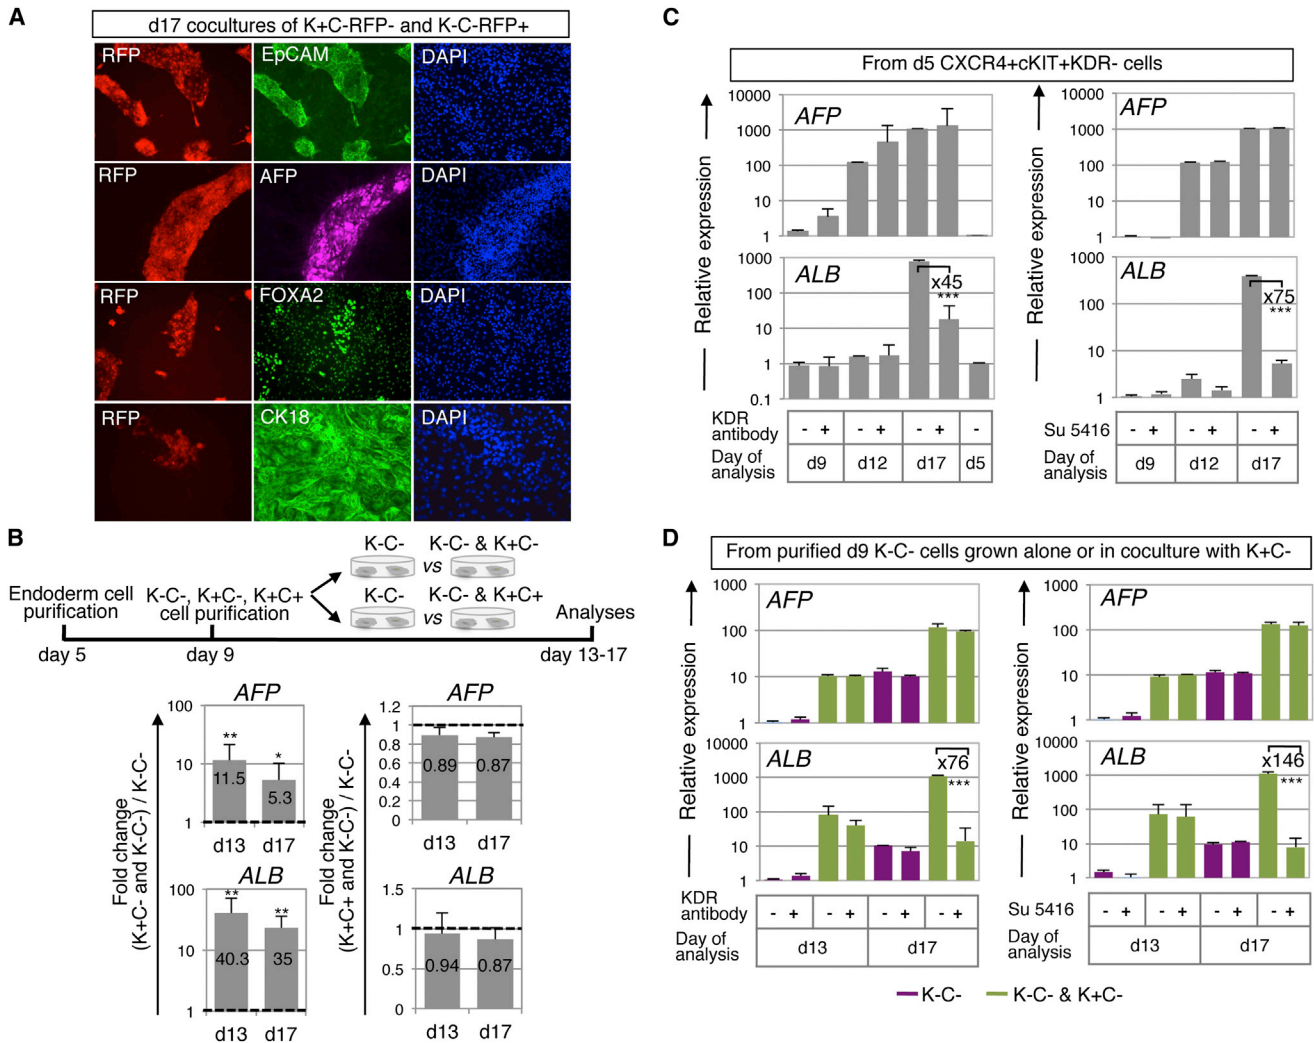 A
d17 cocultures of K+C-RFP- and K-C-RFP+
RFP EpCAM DAPI
RFP AFP DAPI
RFP FOXA2 DAPI
RFP CK18 DAPI
B
K-C- K-C- & K+C-
vs
Endoderm cell
purification
K-C-, K+C-, K+C+
cell purification
K-C- K-C- & K+C+
vs
Analyses
day 5 day 9 day 13-17
Fold change
(K+C- and K-C-) / K-C-
AFP
100
10
1
**
*
11.5
5.3
d13 d17
ALB
100
10
1
**
**
40.3
35
d13 d17
Fold change
(K+C+ and K-C-) / K-C-
AFP
1.2
1
0.8
0.6
0.4
0.2
0
0.89
0.87
d13 d17
ALB
1.5
1
0.5
0
0.94
0.87
d13 d17
C
From d5 CXCR4+cKIT+KDR- cells
Relative expression
AFP
10000
1000
100
10
1
ALB
1000
100
10
1
0.1
x45
***
KDR
antibody
- + - + - + -
Day of
analysis
d9 d12 d17 d5
Relative expression
AFP
10000
1000
100
10
1
ALB
1000
100
10
1
x75
***
Su 5416
- + - + - +
Day of
analysis
d9 d12 d17
D
From purified d9 K-C- cells grown alone or in coculture with K+C-
Relative expression
AFP
1000
100
10
1
ALB
10000
1000
100
10
1
x76
***
KDR
antibody
- + - + - + - +
Day of
analysis
d13 d17
Relative expression
AFP
1000
100
10
1
ALB
10000
1000
100
10
1
x146
***
Su 5416
- + - + - + - +
Day of
analysis
d13 d17
K-C- K-C- & K+C-